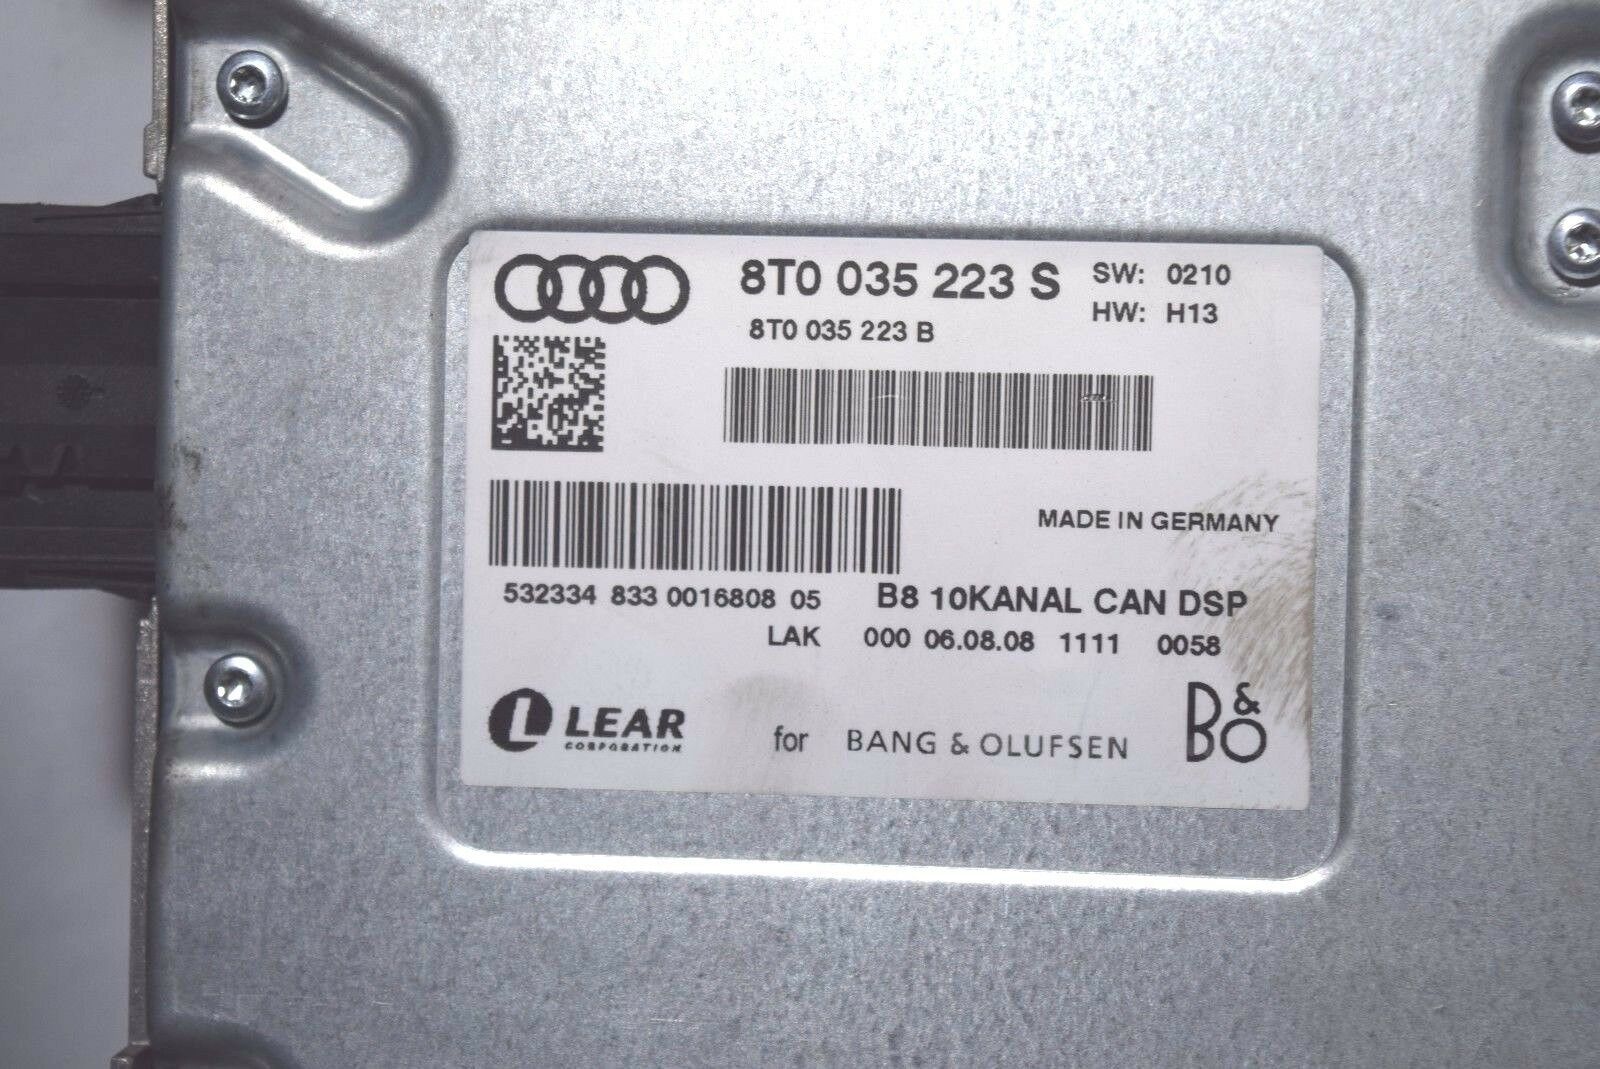 8T0 035 223 S SW: 0210
8T0 035 223 B HW: H13
MADE IN GERMANY
532334 833 0016808 05 B8 10KANAL CAN DSP
LAK 000 06.08.08 1111 0058
L LEAR CORPORATION for BANG & OLUFSEN B&O